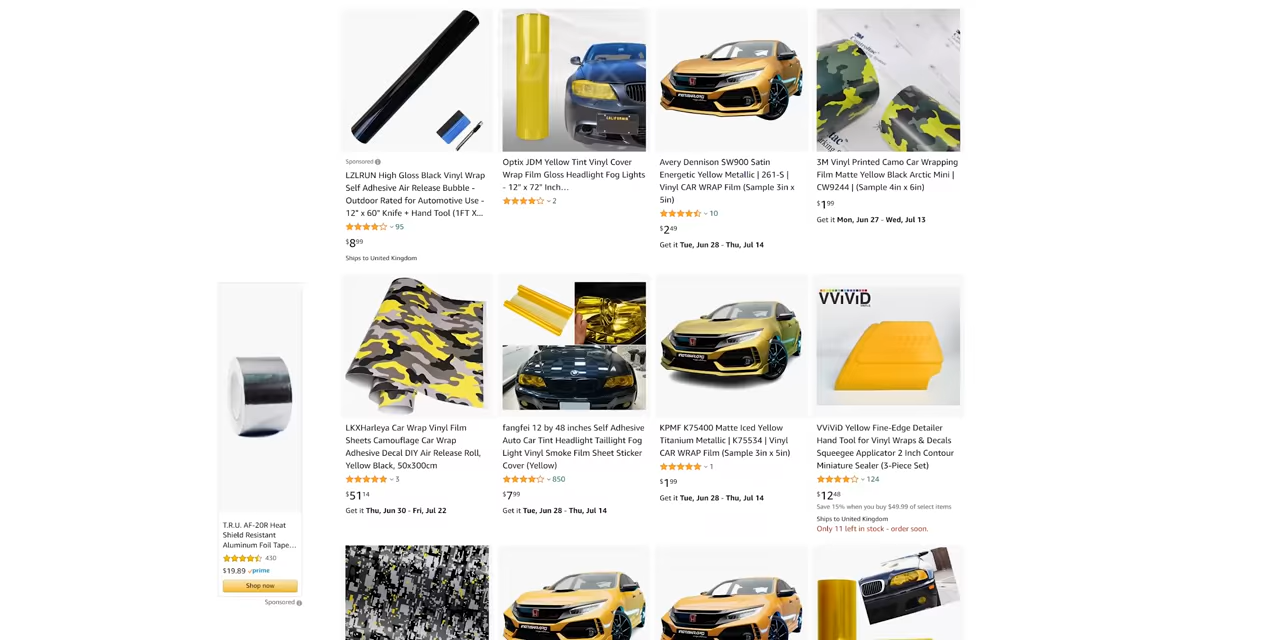 CALIFORNIA
3M
Sponsored
LZLRUN High Gloss Black Vinyl Wrap
Self Adhesive Air Release Bubble -
Outdoor Rated for Automotive Use -
12" x 60" Knife + Hand Tool (1FT X...
95
$8.99
Ships to United Kingdom
Optix JDM Yellow Tint Vinyl Cover
Wrap Film Gloss Headlight Fog Lights
- 12" x 72" Inch...
2
Avery Dennison SW900 Satin
Energetic Yellow Metallic | 261-S |
Vinyl CAR WRAP Film (Sample 3in x
5in)
10
$2.49
Get it Tue, Jun 28 - Thu, Jul 14
3M Vinyl Printed Camo Car Wrapping
Film Matte Yellow Black Arctic Mini |
CW9244 | (Sample 4in x 6in)
$1.99
Get it Mon, Jun 27 - Wed, Jul 13
VViViD
LKXHarleya Car Wrap Vinyl Film
Sheets Camouflage Car Wrap
Adhesive Decal DIY Air Release Roll,
Yellow Black, 50x300cm
3
$51.14
Get it Thu, Jun 30 - Fri, Jul 22
fangfei 12 by 48 inches Self Adhesive
Auto Car Tint Headlight Taillight Fog
Light Vinyl Smoke Film Sheet Sticker
Cover (Yellow)
850
$7.99
Get it Tue, Jun 28 - Thu, Jul 14
KPMF K75400 Matte Iced Yellow
Titanium Metallic | K75534 | Vinyl
CAR WRAP Film (Sample 3in x 5in)
1
$1.99
Get it Tue, Jun 28 - Thu, Jul 14
VViViD Yellow Fine-Edge Detailer
Hand Tool for Vinyl Wraps & Decals
Squeegee Applicator 2 Inch Contour
Miniature Sealer (3-Piece Set)
124
$12.48
Save 15% when you buy $49.99 of select items
Ships to United Kingdom
Only 11 left in stock - order soon.
T.R.U. AF-20R Heat
Shield Resistant
Aluminum Foil Tape...
430
$19.89 prime
Shop now
Sponsored